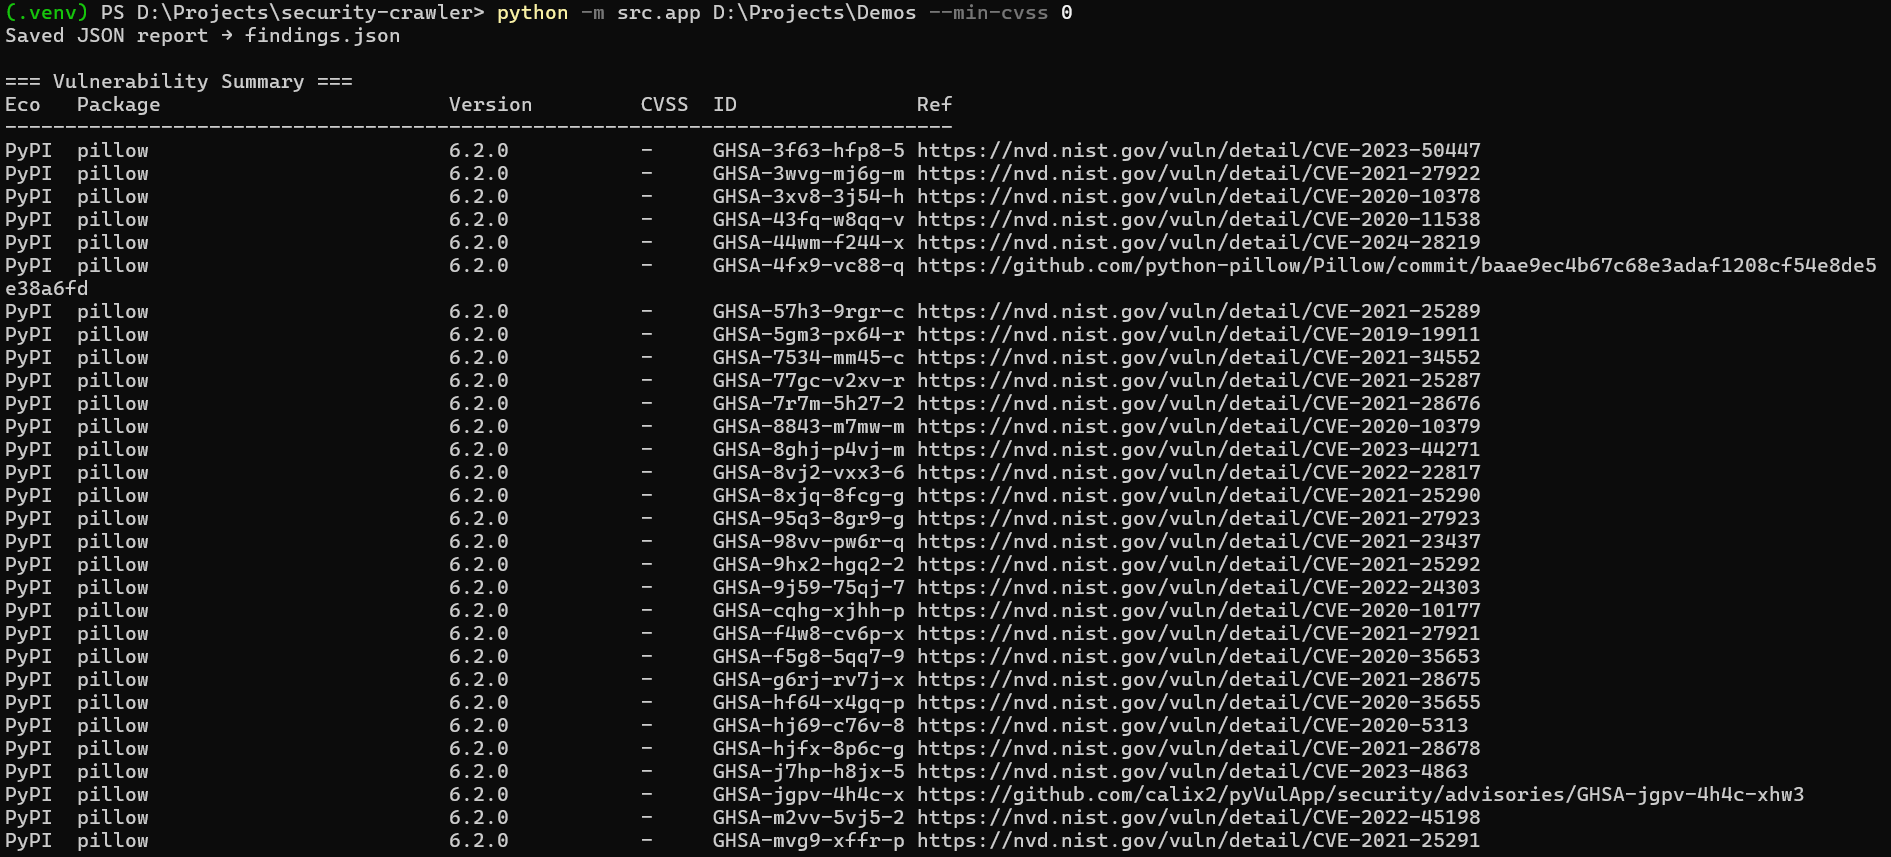 (.venv) PS D:\Projects\security-crawler> python -m src.app D:\Projects\Demos --min-cvss 0
Saved JSON report → findings.json
=== Vulnerability Summary ===
Eco   Package                        Version         CVSS  ID               Ref
-------------------------------------------------------------------------------
PyPI  pillow                         6.2.0           -     GHSA-3f63-hfp8-5 https://nvd.nist.gov/vuln/detail/CVE-2023-50447
PyPI  pillow                         6.2.0           -     GHSA-3wvg-mj6g-m https://nvd.nist.gov/vuln/detail/CVE-2021-27922
PyPI  pillow                         6.2.0           -     GHSA-3xv8-3j54-h https://nvd.nist.gov/vuln/detail/CVE-2020-10378
PyPI  pillow                         6.2.0           -     GHSA-43fq-w8qq-v https://nvd.nist.gov/vuln/detail/CVE-2020-11538
PyPI  pillow                         6.2.0           -     GHSA-44wm-f244-x https://nvd.nist.gov/vuln/detail/CVE-2024-28219
PyPI  pillow                         6.2.0           -     GHSA-4fx9-vc88-q https://github.com/python-pillow/Pillow/commit/baae9ec4b67c68e3adaf1208cf54e8de5
e38a6fd
PyPI  pillow                         6.2.0           -     GHSA-57h3-9rgr-c https://nvd.nist.gov/vuln/detail/CVE-2021-25289
PyPI  pillow                         6.2.0           -     GHSA-5gm3-px64-r https://nvd.nist.gov/vuln/detail/CVE-2019-19911
PyPI  pillow                         6.2.0           -     GHSA-7534-mm45-c https://nvd.nist.gov/vuln/detail/CVE-2021-34552
PyPI  pillow                         6.2.0           -     GHSA-77gc-v2xv-r https://nvd.nist.gov/vuln/detail/CVE-2021-25287
PyPI  pillow                         6.2.0           -     GHSA-7r7m-5h27-2 https://nvd.nist.gov/vuln/detail/CVE-2021-28676
PyPI  pillow                         6.2.0           -     GHSA-8843-m7mw-m https://nvd.nist.gov/vuln/detail/CVE-2020-10379
PyPI  pillow                         6.2.0           -     GHSA-8ghj-p4vj-m https://nvd.nist.gov/vuln/detail/CVE-2023-44271
PyPI  pillow                         6.2.0           -     GHSA-8vj2-vxx3-6 https://nvd.nist.gov/vuln/detail/CVE-2022-22817
PyPI  pillow                         6.2.0           -     GHSA-8xjq-8fcg-g https://nvd.nist.gov/vuln/detail/CVE-2021-25290
PyPI  pillow                         6.2.0           -     GHSA-95q3-8gr9-g https://nvd.nist.gov/vuln/detail/CVE-2021-27923
PyPI  pillow                         6.2.0           -     GHSA-98vv-pw6r-q https://nvd.nist.gov/vuln/detail/CVE-2021-23437
PyPI  pillow                         6.2.0           -     GHSA-9hx2-hgq2-2 https://nvd.nist.gov/vuln/detail/CVE-2021-25292
PyPI  pillow                         6.2.0           -     GHSA-9j59-75qj-7 https://nvd.nist.gov/vuln/detail/CVE-2022-24303
PyPI  pillow                         6.2.0           -     GHSA-cqhg-xjhh-p https://nvd.nist.gov/vuln/detail/CVE-2020-10177
PyPI  pillow                         6.2.0           -     GHSA-f4w8-cv6p-x https://nvd.nist.gov/vuln/detail/CVE-2021-27921
PyPI  pillow                         6.2.0           -     GHSA-f5g8-5qq7-9 https://nvd.nist.gov/vuln/detail/CVE-2020-35653
PyPI  pillow                         6.2.0           -     GHSA-g6rj-rv7j-x https://nvd.nist.gov/vuln/detail/CVE-2021-28675
PyPI  pillow                         6.2.0           -     GHSA-hf64-x4gq-p https://nvd.nist.gov/vuln/detail/CVE-2020-35655
PyPI  pillow                         6.2.0           -     GHSA-hj69-c76v-8 https://nvd.nist.gov/vuln/detail/CVE-2020-5313
PyPI  pillow                         6.2.0           -     GHSA-hjfx-8p6c-g https://nvd.nist.gov/vuln/detail/CVE-2021-28678
PyPI  pillow                         6.2.0           -     GHSA-j7hp-h8jx-5 https://nvd.nist.gov/vuln/detail/CVE-2023-4863
PyPI  pillow                         6.2.0           -     GHSA-jgpv-4h4c-x https://github.com/calix2/pyVulApp/security/advisories/GHSA-jgpv-4h4c-xhw3
PyPI  pillow                         6.2.0           -     GHSA-m2vv-5vj5-2 https://nvd.nist.gov/vuln/detail/CVE-2022-45198
PyPI  pillow                         6.2.0           -     GHSA-mvg9-xffr-p https://nvd.nist.gov/vuln/detail/CVE-2021-25291